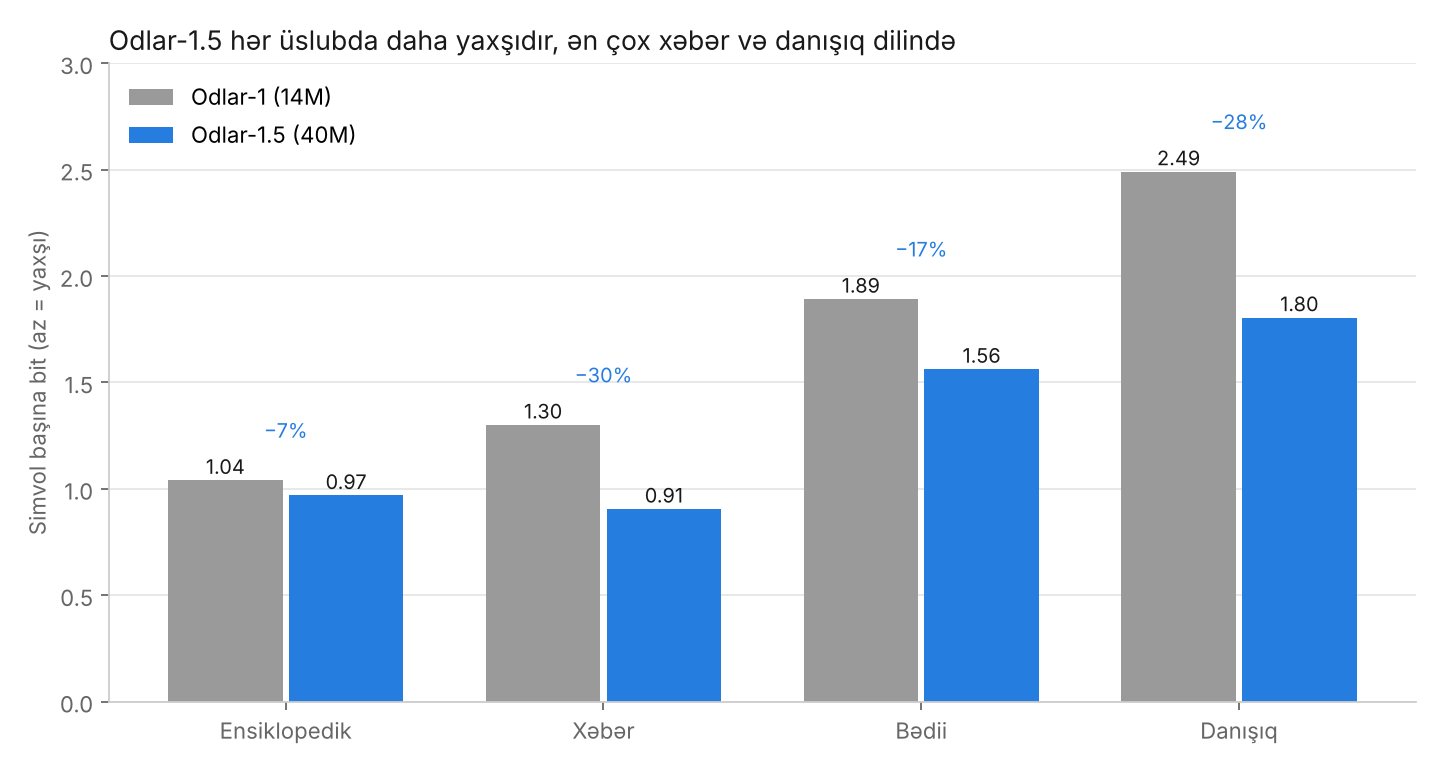 Odlar-1.5 hər üslubda daha yaxşıdır, ən çox xəbər və danışıq dilində
Simvol başına bit (az = yaxşı)
3.0
2.5
2.0
1.5
1.0
0.5
0.0
Odlar-1 (14M)
Odlar-1.5 (40M)
−7%
1.04
0.97
−30%
1.30
0.91
−17%
1.89
1.56
−28%
2.49
1.80
Ensiklopedik
Xəbər
Bədii
Danışıq